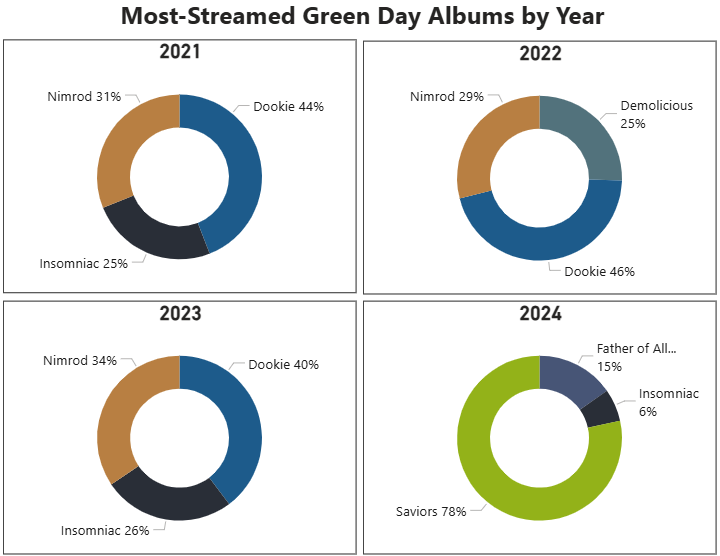 Most-Streamed Green Day Albums by Year
2021
Nimrod 31%
Dookie 44%
Insomniac 25%
2022
Nimrod 29%
Demolicious
25%
Dookie 46%
2023
Nimrod 34%
Dookie 40%
Insomniac 26%
2024
Father of All...
15%
Insomniac
6%
Saviors 78%